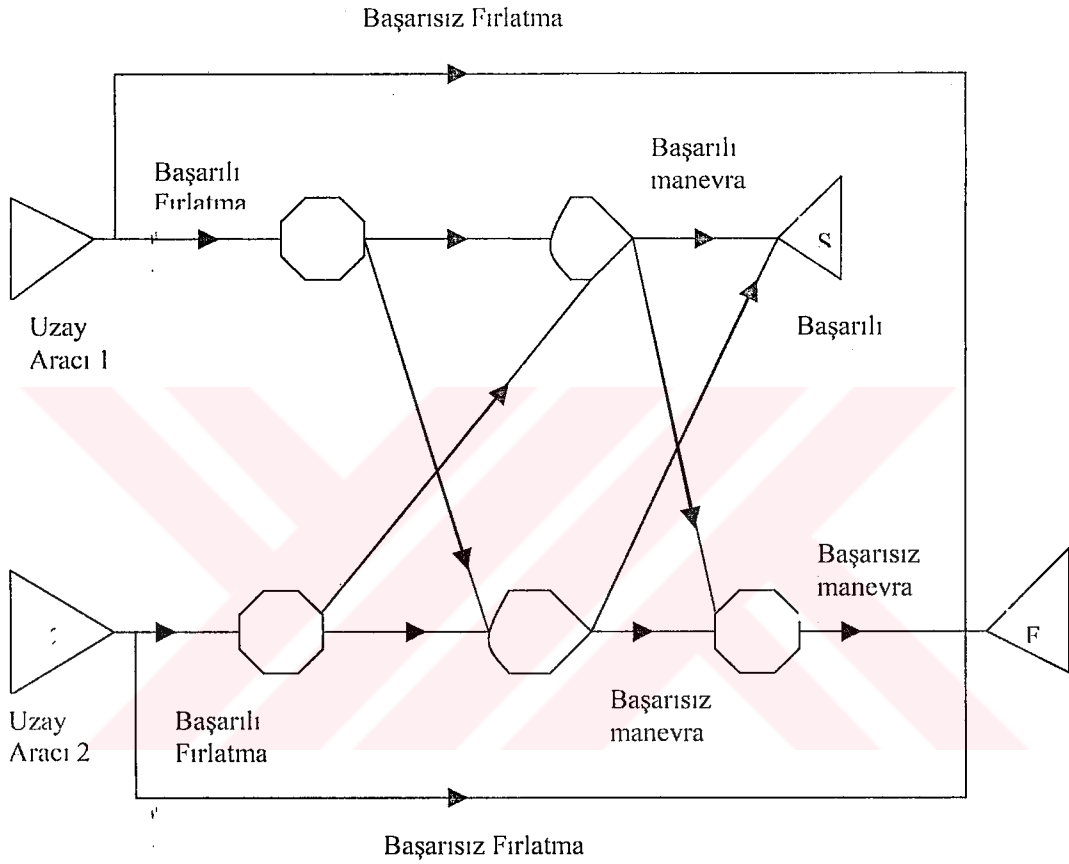 Başarısız Fırlatma
Başarılı
Fırlatma
Başarılı
manevra
S
Uzay
Aracı 1
Başarılı
Başarısız
manevra
F
Uzay
Aracı 2
Başarılı
Fırlatma
Başarısız
manevra
Başarısız Fırlatma